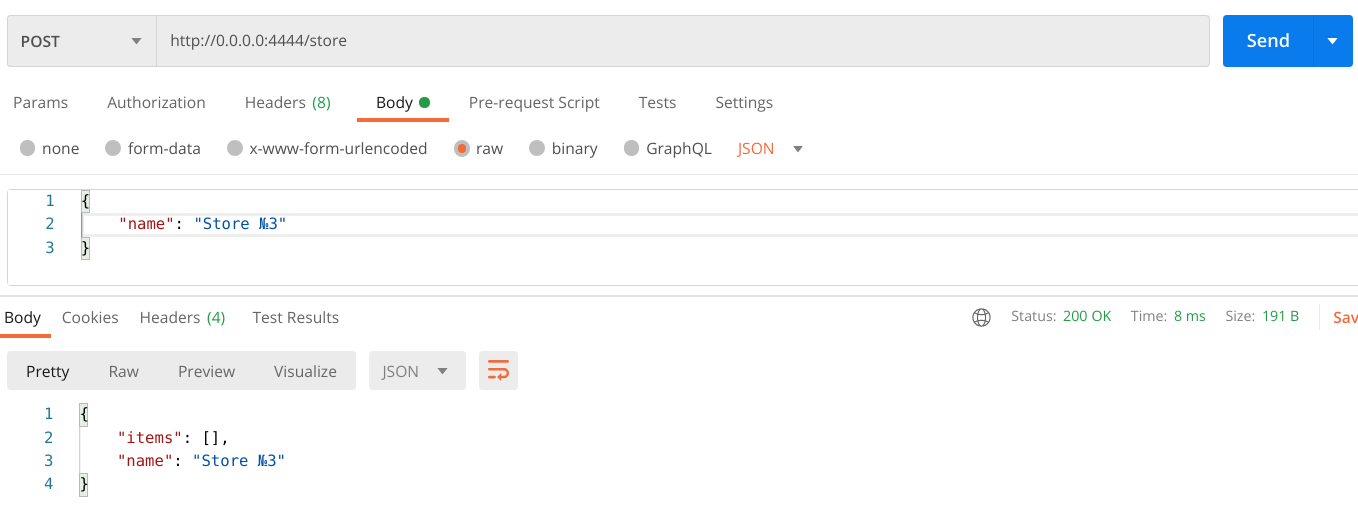 POST http://0.0.0.0:4444/store Send
Params Authorization Headers (8) Body Pre-request Script Tests Settings
none form-data x-www-form-urlencoded raw binary GraphQL JSON
1 {
2 "name": "Store №3"
3 }
Body Cookies Headers (4) Test Results Status: 200 OK Time: 8 ms Size: 191 B Sav
Pretty Raw Preview Visualize JSON
1 {
2 "items": [],
3 "name": "Store №3"
4 }